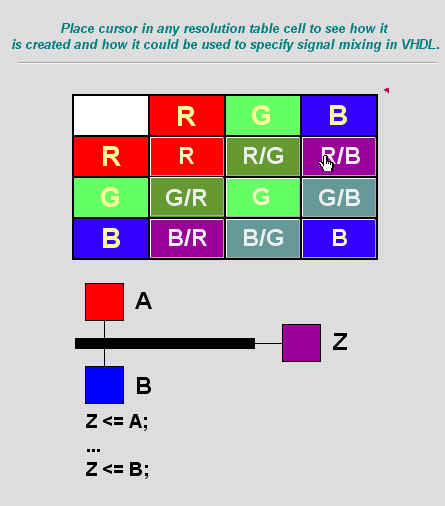 Place cursor in any resolution table cell to see how it
is created and how it could be used to specify signal mixing in VHDL.
R G B
R R R/G R/B
G G/R G G/B
B B/R B/G B
A
Z
B
Z <= A;
...
Z <= B;